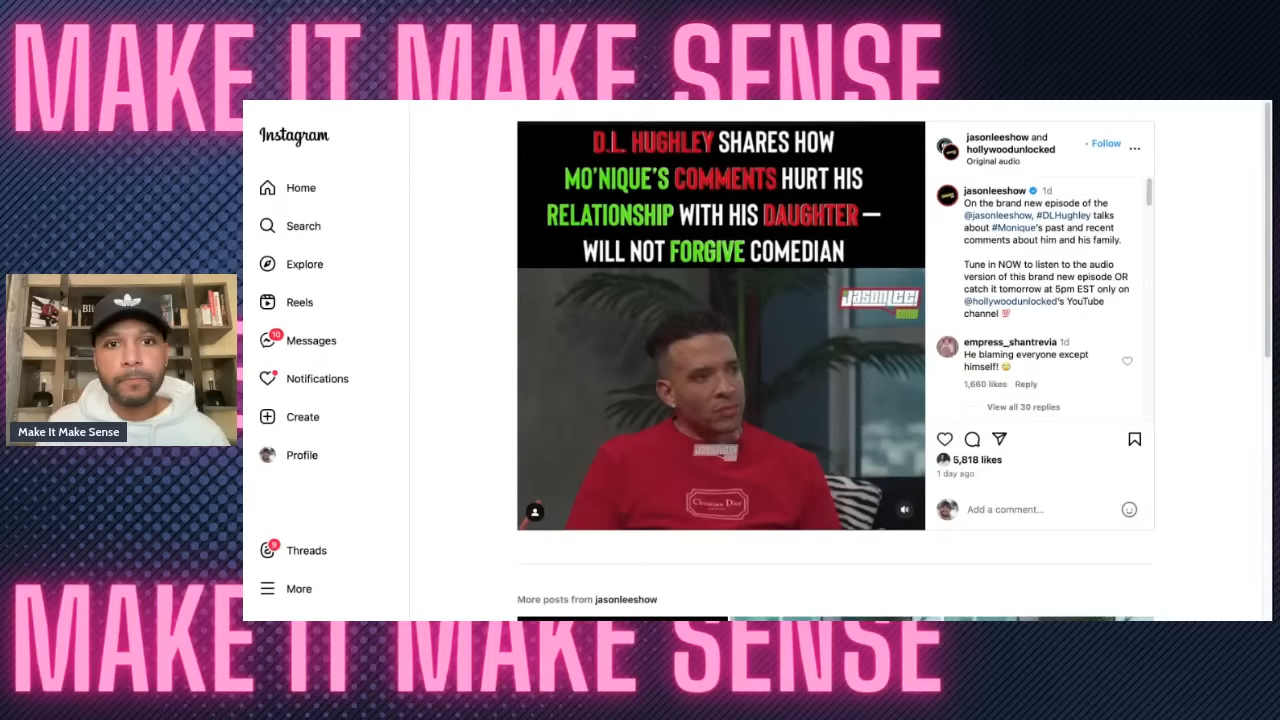 MAKE IT MAKE SENSE
Instagram
Home
Search
Explore
Reels
10
Messages
Notifications
Create
Profile
9
Threads
More
D.L. HUGHLEY SHARES HOW
MO'NIQUE'S COMMENTS HURT HIS
RELATIONSHIP WITH HIS DAUGHTER —
WILL NOT FORGIVE COMEDIAN
JASONLEE!
SHOW
Christian Dior
jasonleeshow and
hollywoodunlocked
Original audio
• Follow
jasonleeshow 1d
On the brand new episode of the
@jasonleeshow, #DLHughley talks
about #Monique's past and recent
comments about him and his family.
Tune in NOW to listen to the audio
version of this brand new episode OR
catch it tomorrow at 5pm EST only on
@hollywoodunlocked's YouTube
channel 💯
empress_shantrevia 1d
He blaming everyone except
himself! 😳
1,660 likes Reply
View all 30 replies
5,818 likes
1 day ago
Add a comment...
More posts from jasonleeshow
Make It Make Sense
MAKE IT MAKE SENSE